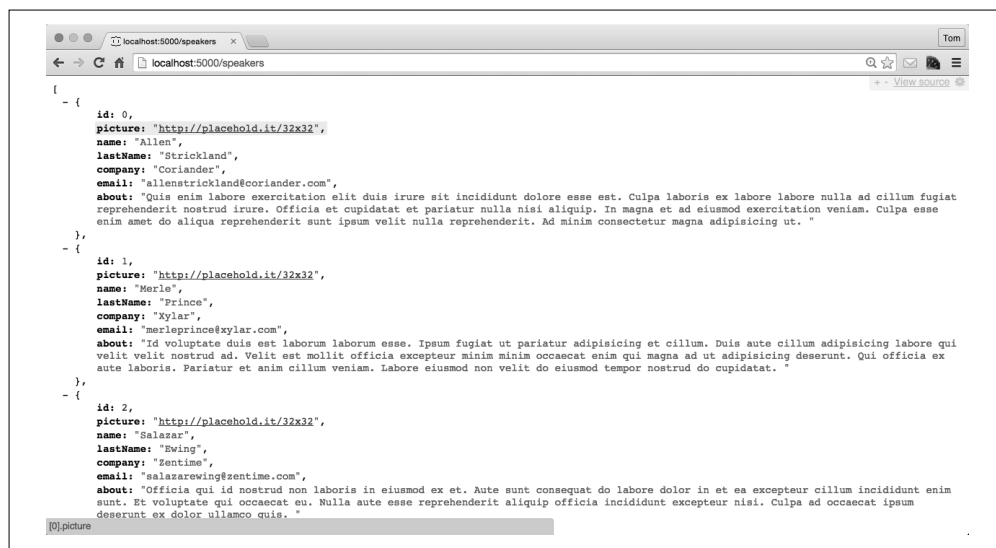 localhost:5000/speakers ×
Tom
localhost:5000/speakers
+ - View source
[
- {
id: 0,
picture: "http://placehold.it/32x32",
name: "Allen",
lastName: "Strickland",
company: "Coriander",
email: "allenstrickland@coriander.com",
about: "Quis enim labore exercitation elit duis irure sit incididunt dolore esse est. Culpa laboris ex labore labore nulla ad cillum fugiat
reprehenderit nostrud irure. Officia et cupidatat et pariatur nulla nisi aliquip. In magna et ad eiusmod exercitation veniam. Culpa esse
enim amet do aliqua reprehenderit sunt ipsum velit nulla reprehenderit. Ad minim consectetur magna adipisicing ut. "
},
- {
id: 1,
picture: "http://placehold.it/32x32",
name: "Merle",
lastName: "Prince",
company: "Xylar",
email: "merleprince@xylar.com",
about: "Id voluptate duis est laborum laborum esse. Ipsum fugiat ut pariatur adipisicing et cillum. Duis aute cillum adipisicing labore qui
velit velit nostrud ad. Velit est mollit officia excepteur minim minim occaecat enim qui magna ad ut adipisicing deserunt. Qui officia ex
aute laboris. Pariatur et anim cillum veniam. Labore eiusmod non velit do eiusmod tempor nostrud do cupidatat. "
},
- {
id: 2,
picture: "http://placehold.it/32x32",
name: "Salazar",
lastName: "Ewing",
company: "Zentime",
email: "salazarewing@zentime.com",
about: "Officia qui id nostrud non laboris in eiusmod ex et. Aute sunt consequat do labore dolor in et ea excepteur cillum incididunt enim
sunt. Et voluptate qui occaecat eu. Nulla aute esse reprehenderit aliquip officia incididunt excepteur nisi. Culpa ad occaecat ipsum
deserunt ex dolor ullamco quis. "
[0].picture